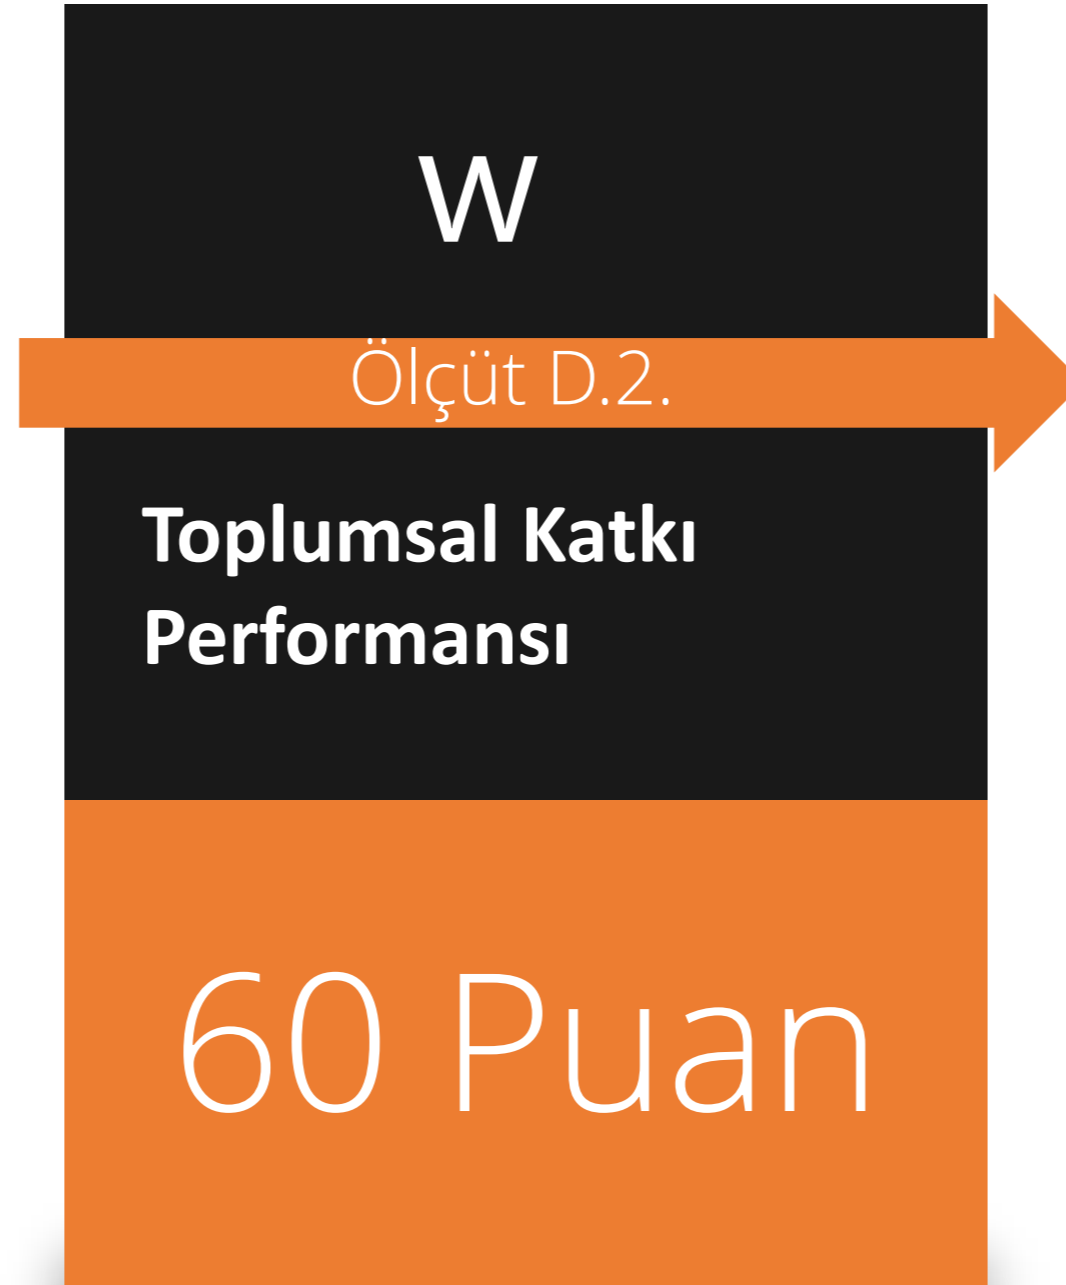 W
Ölçüt D.2.
Toplumsal Katkı
Performansı
60 Puan